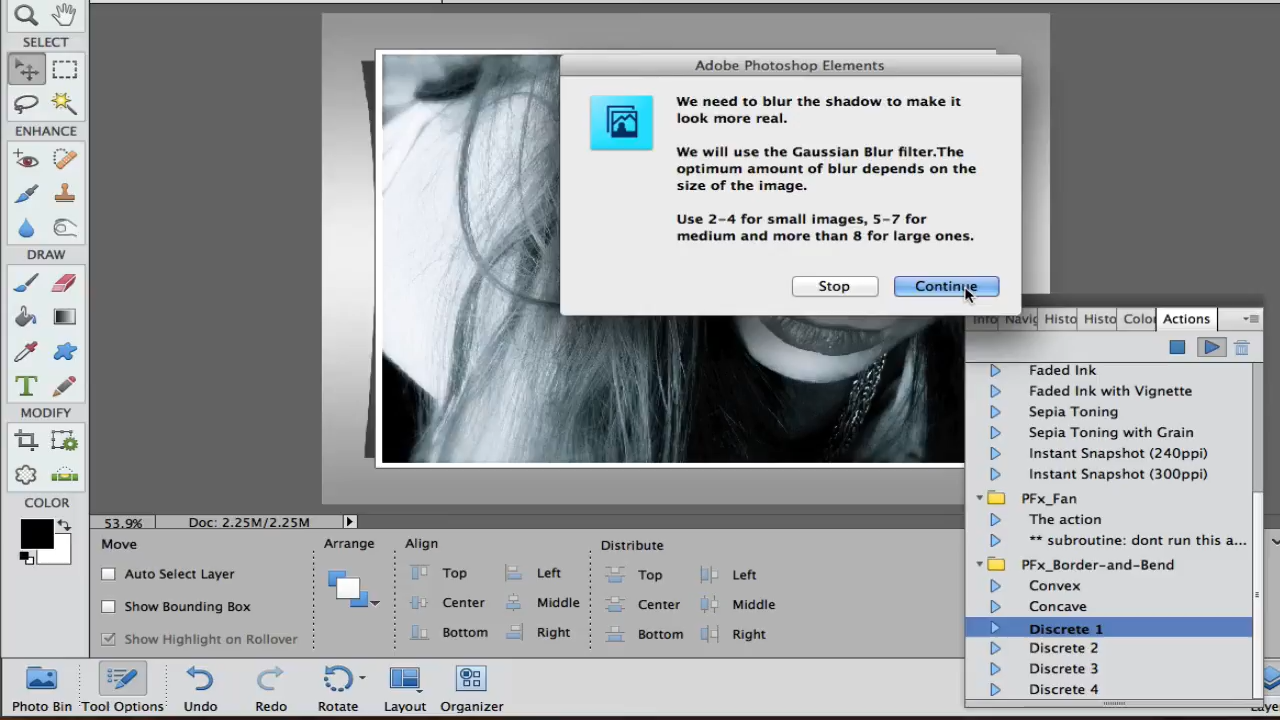 SELECT
ENHANCE
DRAW
T
MODIFY
COLOR
Adobe Photoshop Elements
We need to blur the shadow to make it
look more real.
We will use the Gaussian Blur filter.The
optimum amount of blur depends on the
size of the image.
Use 2-4 for small images, 5-7 for
medium and more than 8 for large ones.
Stop
Continue
Info Navig Histo Histo Color Actions
Faded Ink
Faded Ink with Vignette
Sepia Toning
Sepia Toning with Grain
Instant Snapshot (240ppi)
Instant Snapshot (300ppi)
PFx_Fan
The action
** subroutine: dont run this a...
PFx_Border-and-Bend
Convex
Concave
Discrete 1
Discrete 2
Discrete 3
Discrete 4
53.9% Doc: 2.25M/2.25M
Move
Auto Select Layer
Show Bounding Box
Show Highlight on Rollover
Arrange
Align
Top Left
Center Middle
Bottom Right
Distribute
Top Left
Center Middle
Bottom Right
Photo Bin
Tool Options
Undo
Redo
Rotate
Layout
Organizer